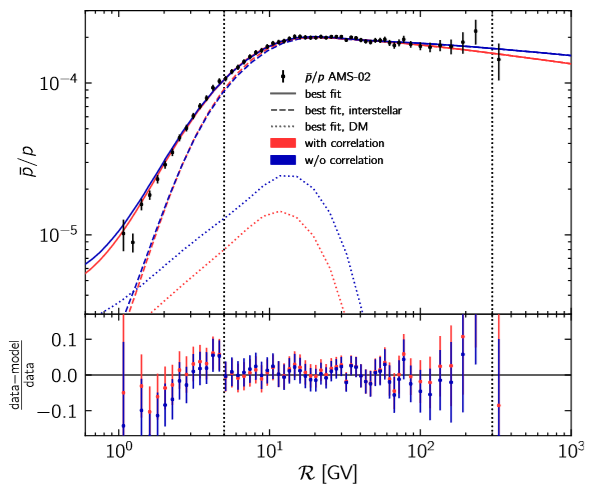 10⁻⁴
10⁻⁵
p̄/p
p̄/p AMS-02
best fit
best fit, interstellar
best fit, DM
with correlation
w/o correlation
0.1
0.0
−0.1
data−model
data
10⁰
10¹
10²
10³
ℛ [GV]